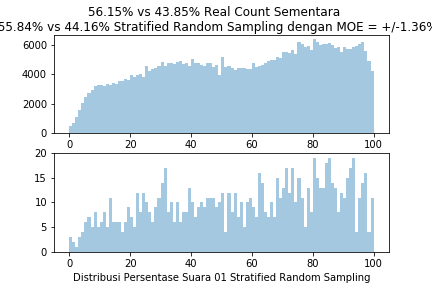 56.15% vs 43.85% Real Count Sementara
55.84% vs 44.16% Stratified Random Sampling dengan MOE = +/-1.36%
6000
4000
2000
0
0 20 40 60 80 100
20
15
10
5
0
0 20 40 60 80 100
Distribusi Persentase Suara 01 Stratified Random Sampling